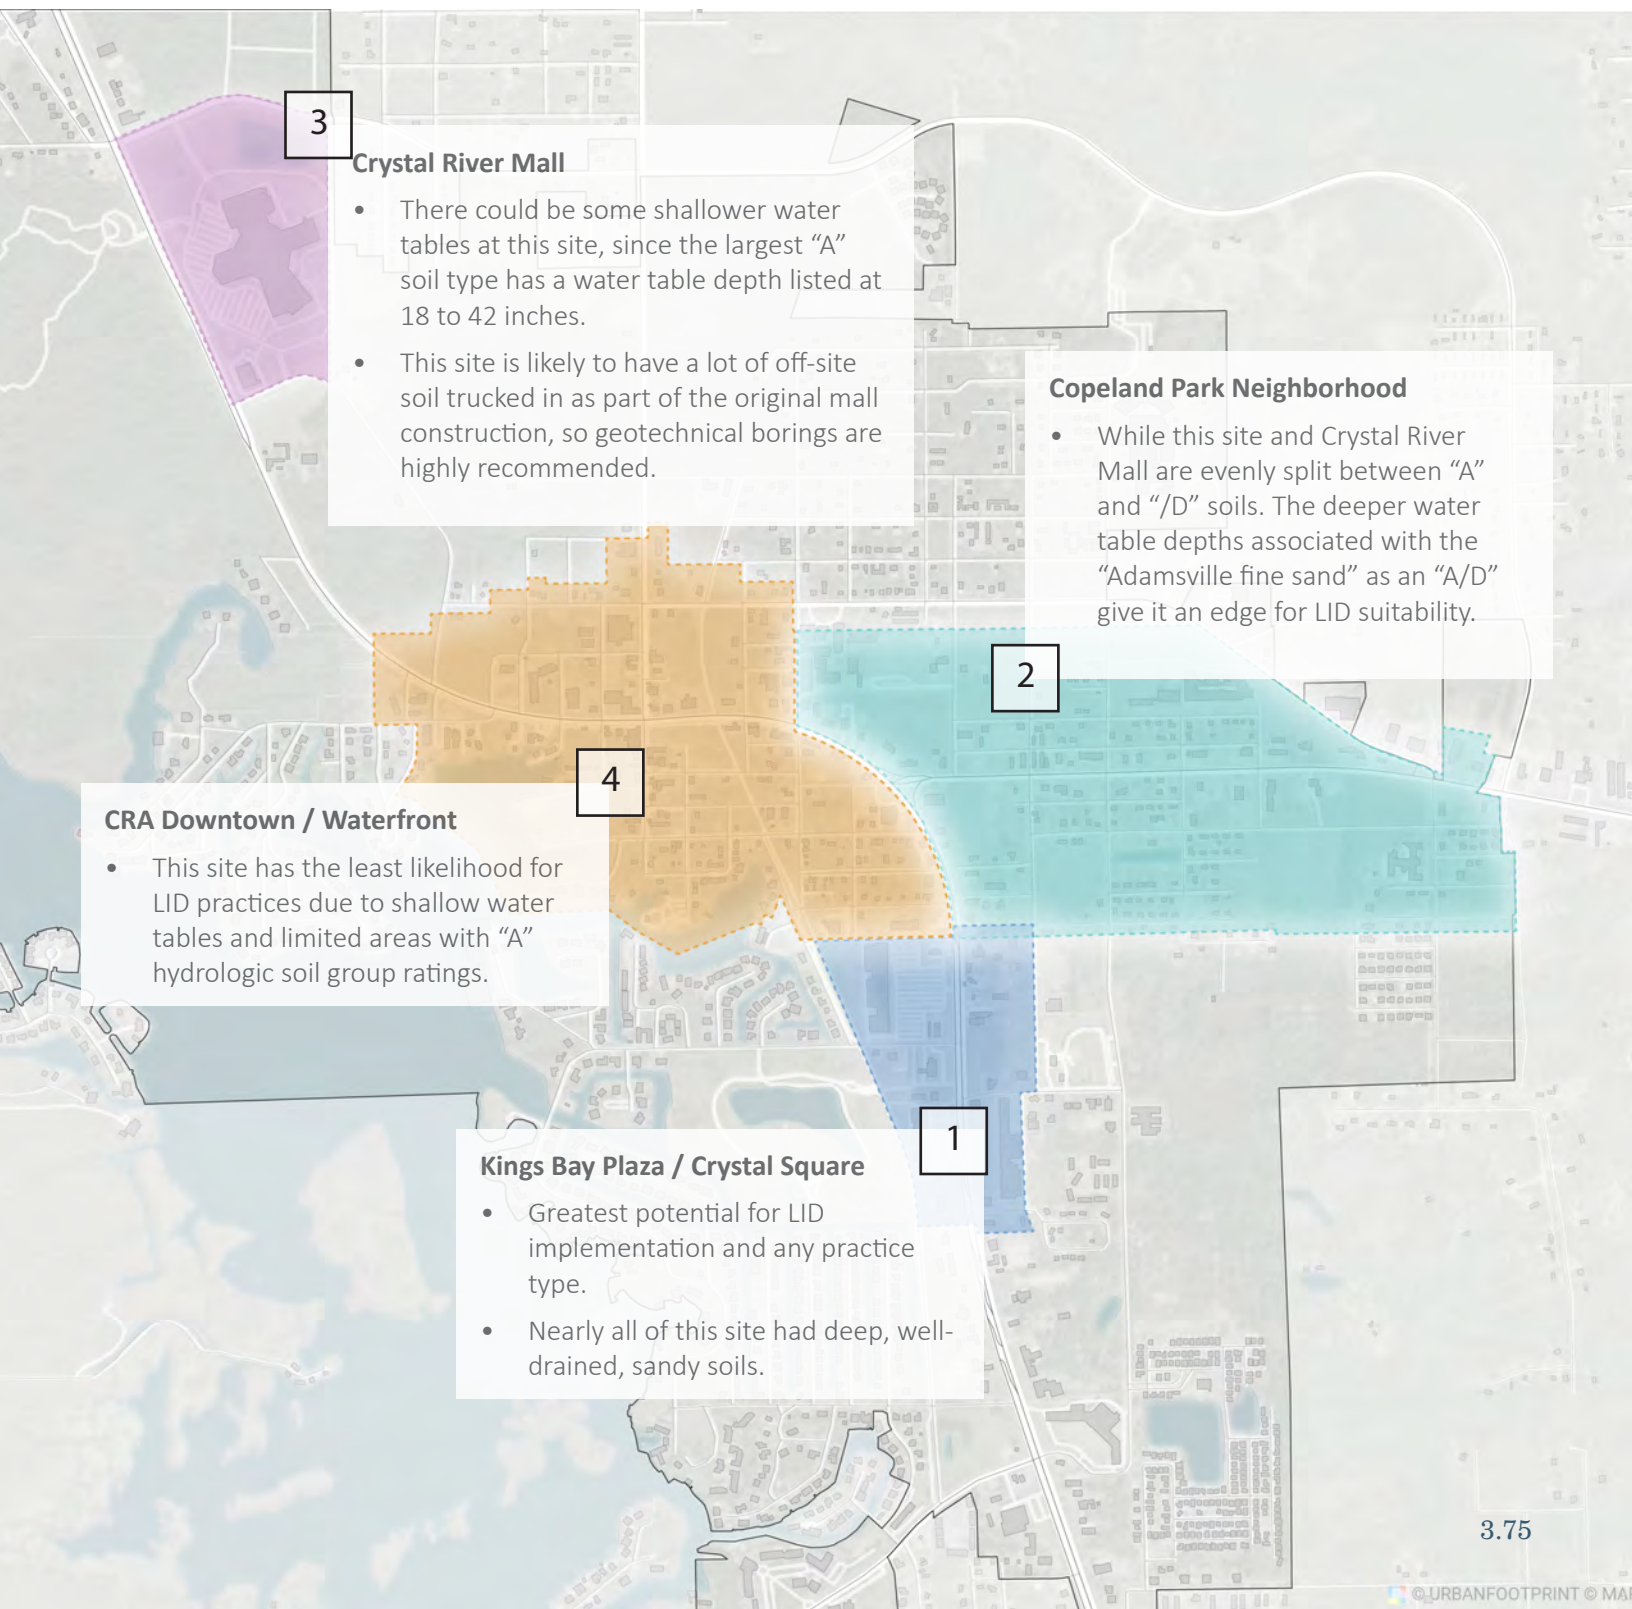 3
Crystal River Mall
• There could be some shallower water
tables at this site, since the largest “A”
soil type has a water table depth listed at
18 to 42 inches.
• This site is likely to have a lot of off-site
soil trucked in as part of the original mall
construction, so geotechnical borings are
highly recommended.
Copeland Park Neighborhood
• While this site and Crystal River
Mall are evenly split between “A”
and “/D” soils. The deeper water
table depths associated with the
“Adamsville fine sand” as an “A/D”
give it an edge for LID suitability.
2
4
CRA Downtown / Waterfront
• This site has the least likelihood for
LID practices due to shallow water
tables and limited areas with “A”
hydrologic soil group ratings.
1
Kings Bay Plaza / Crystal Square
• Greatest potential for LID
implementation and any practice
type.
• Nearly all of this site had deep, well-
drained, sandy soils.
3.75
© URBANFOOTPRINT © MAP